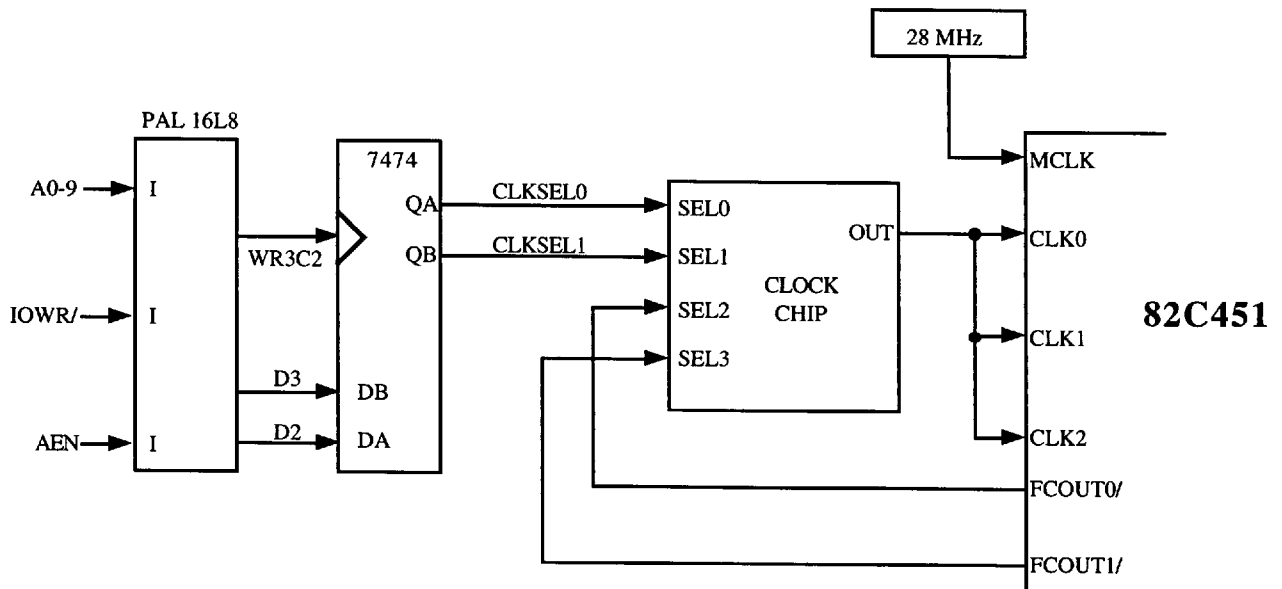 28 MHz
PAL 16L8
7474
MCLK
A0-9
I
QA
CLKSEL0
SEL0
WR3C2
QB
CLKSEL1
SEL1
OUT
CLK0
CLOCK
CHIP
IOWR/
I
SEL2
82C451
SEL3
CLK1
D3
DB
AEN
I
D2
DA
CLK2
FCOUT0/
FCOUT1/